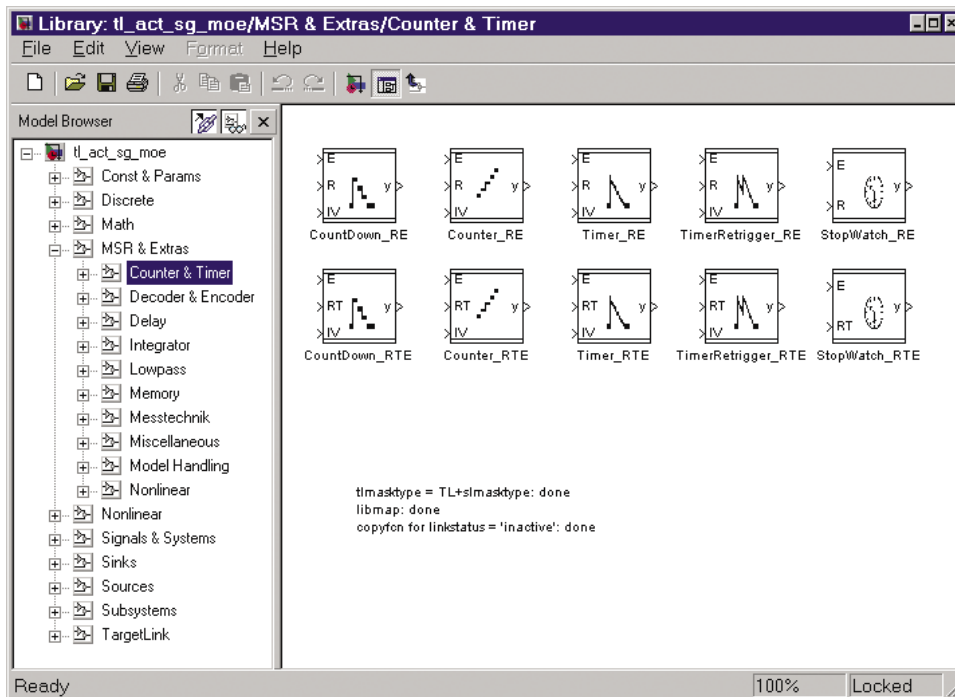 Library: tl_act_sg_moe/MSR & Extras/Counter & Timer
File Edit View Format Help
Model Browser
tl_act_sg_moe
Const & Params
Discrete
Math
MSR & Extras
Counter & Timer
Decoder & Encoder
Delay
Integrator
Lowpass
Memory
Messtechnik
Miscellaneous
Model Handling
Nonlinear
Nonlinear
Signals & Systems
Sinks
Sources
Subsystems
TargetLink
E E E E E
R y R y R y R y y
IV IV IV IV R
CountDown_RE Counter_RE Timer_RE TimerRetrigger_RE StopWatch_RE
E E E E E
RT y RT y RT y RT y y
IV IV IV IV RT
CountDown_RTE Counter_RTE Timer_RTE TimerRetrigger_RTE StopWatch_RTE
tlmasktype = TL+slmasktype: done
libmap: done
copyfcn for linkstatus = 'inactive': done
Ready 100% Locked